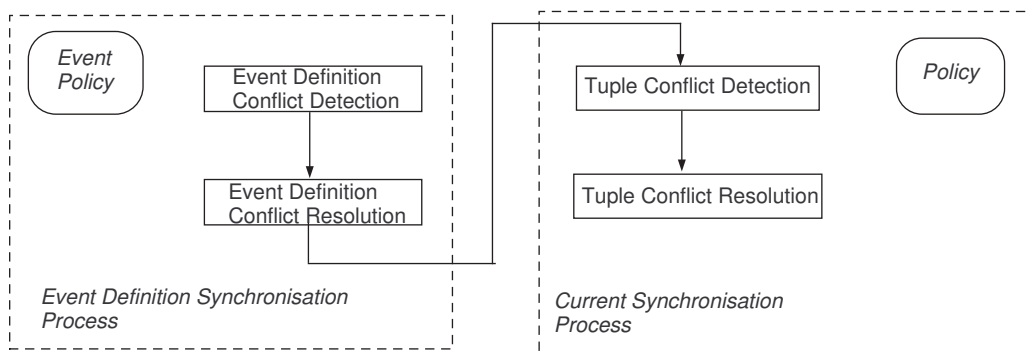 Event
Policy
Event Definition
Conflict Detection
Event Definition
Conflict Resolution
Event Definition Synchronisation
Process
Tuple Conflict Detection
Policy
Tuple Conflict Resolution
Current Synchronisation
Process